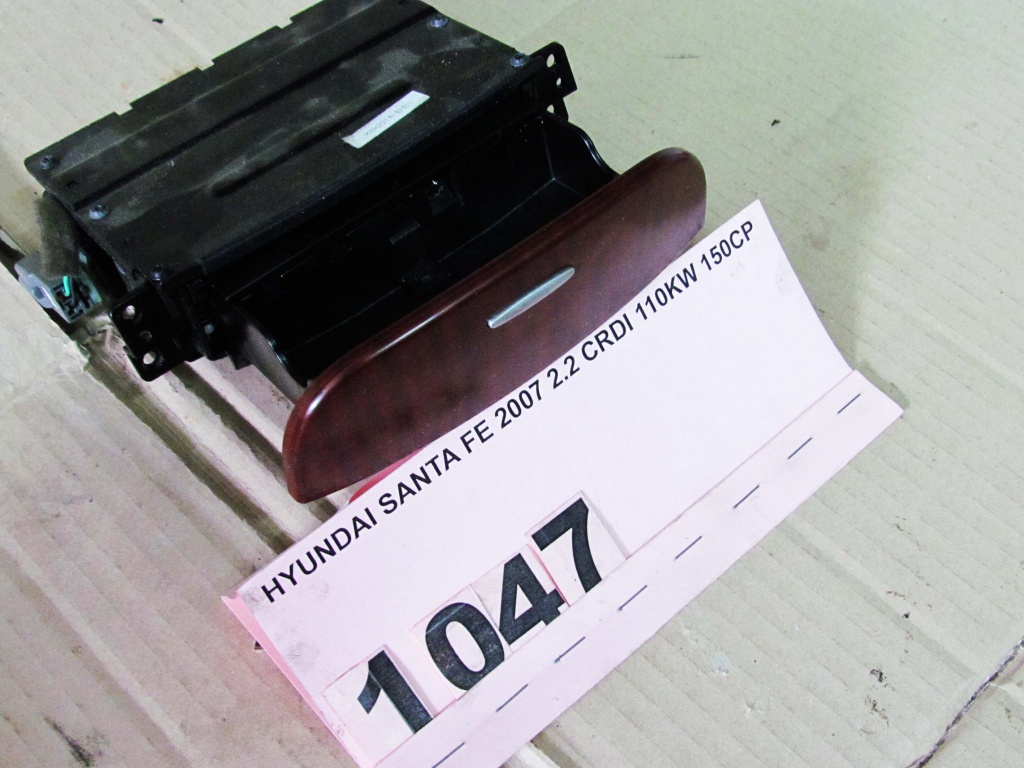 HYUNDAI SANTA FE 2007 2.2 CRDI 110KW 150CP
1047